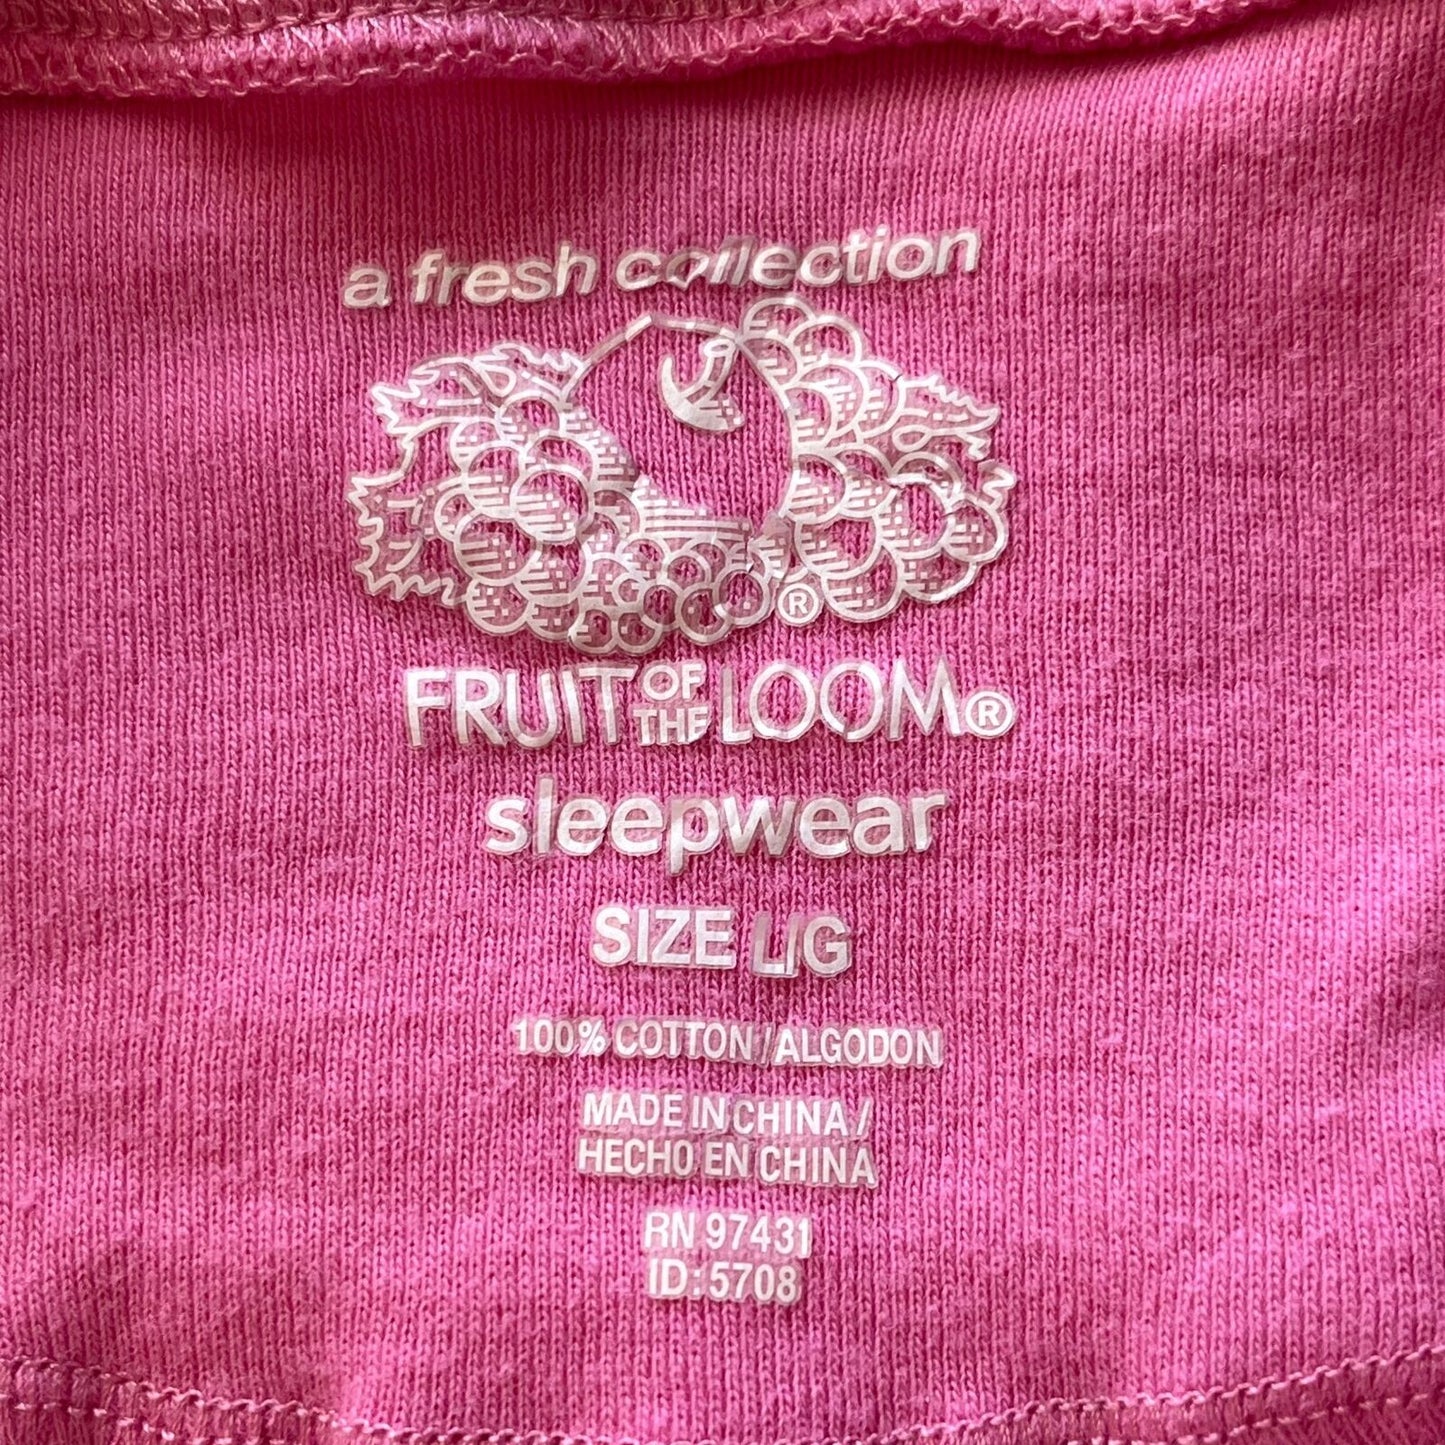 a fresh collection
®
FRUIT OF THE LOOM®
sleepwear
SIZE L/G
100% COTTON/ALGODON
MADE IN CHINA/
HECHO EN CHINA
RN 97431
ID:5708